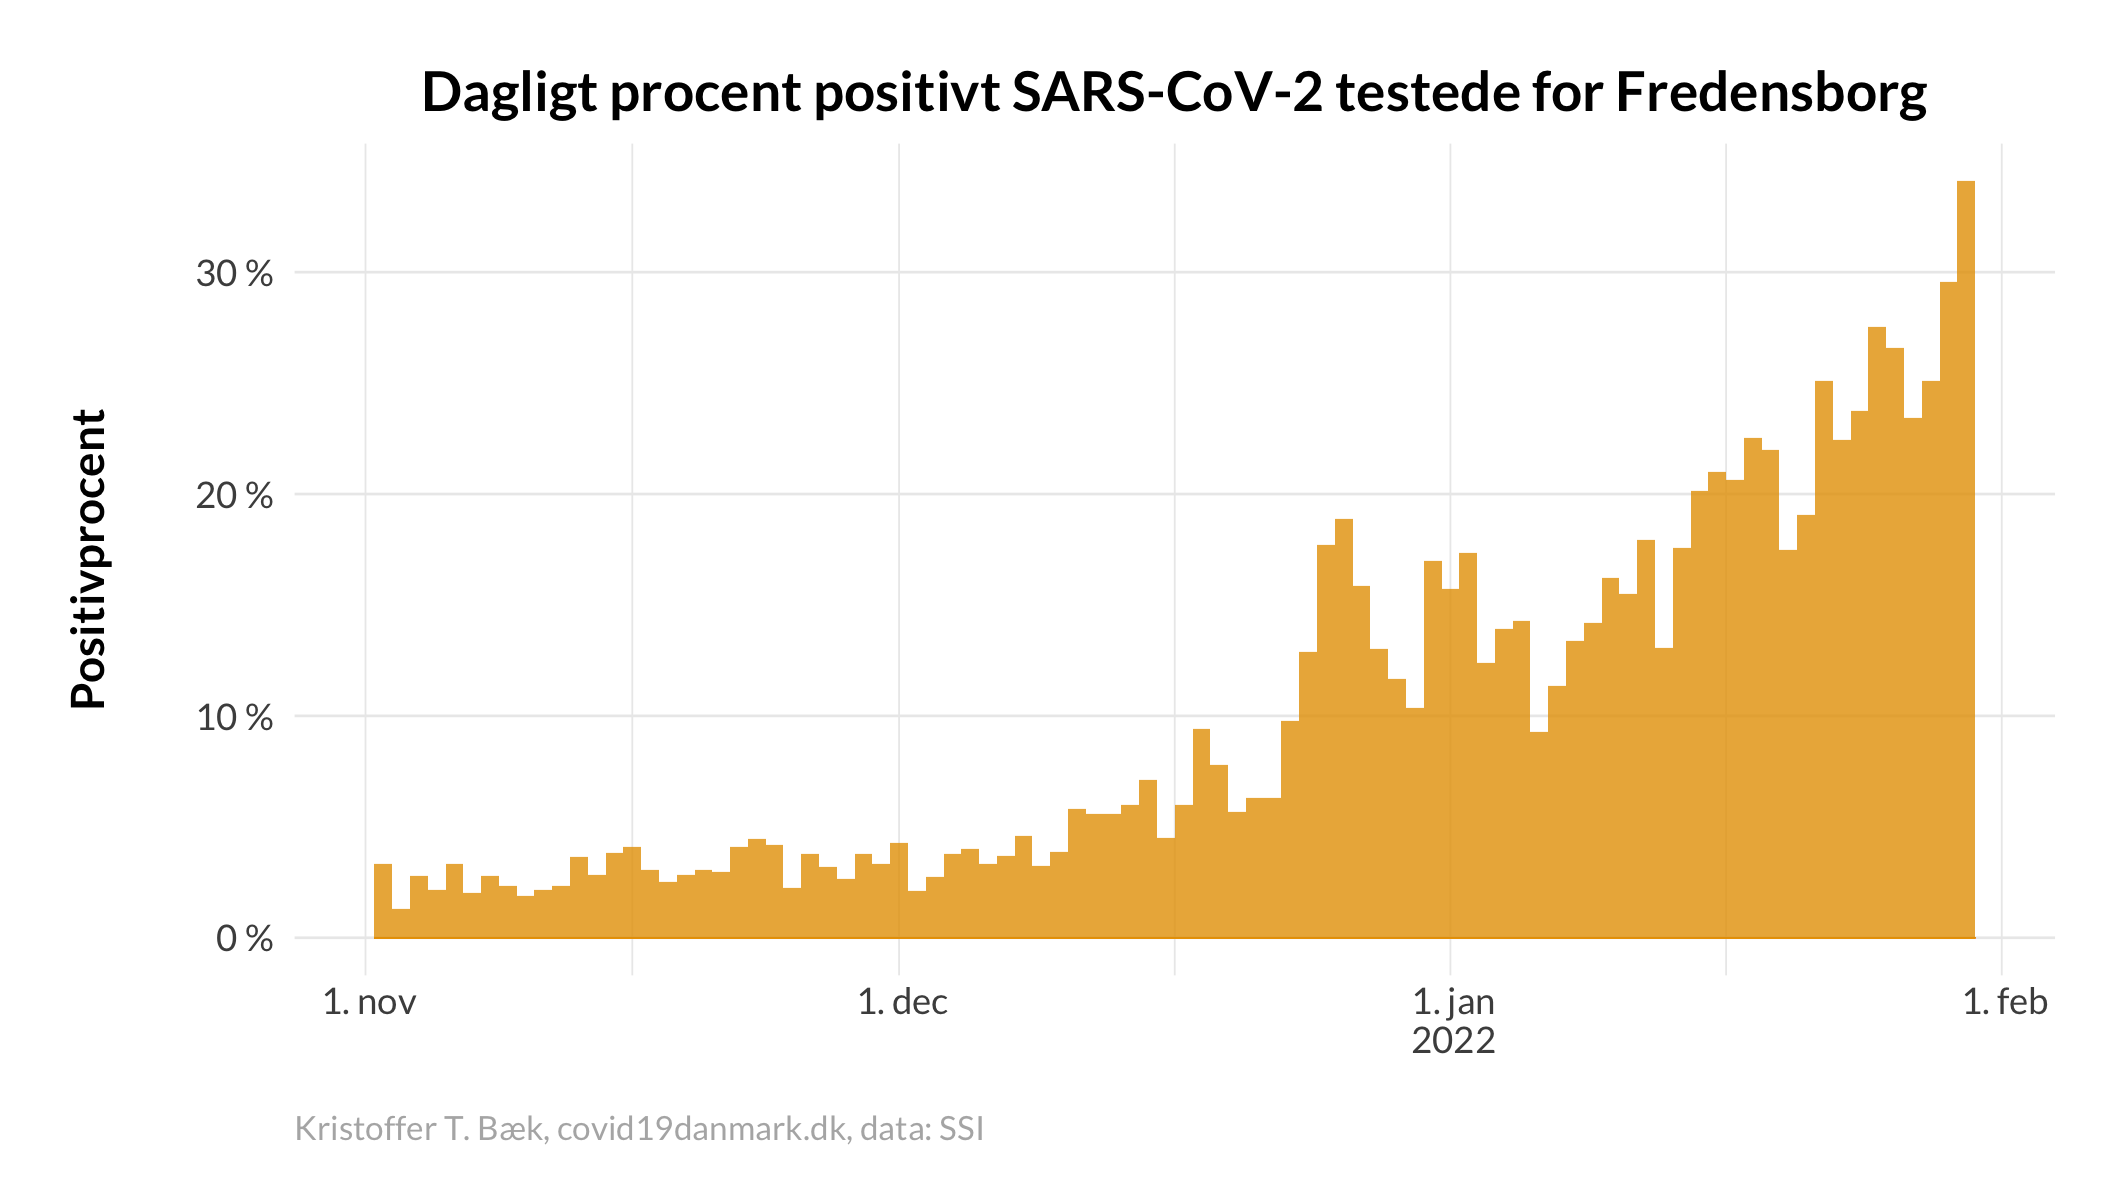 Dagligt procent positivt SARS-CoV-2 testede for Fredensborg
Positivprocent
30 %
20 %
10 %
0 %
1. nov
1. dec
1. jan
2022
1. feb
Kristoffer T. Bæk, covid19danmark.dk, data: SSI